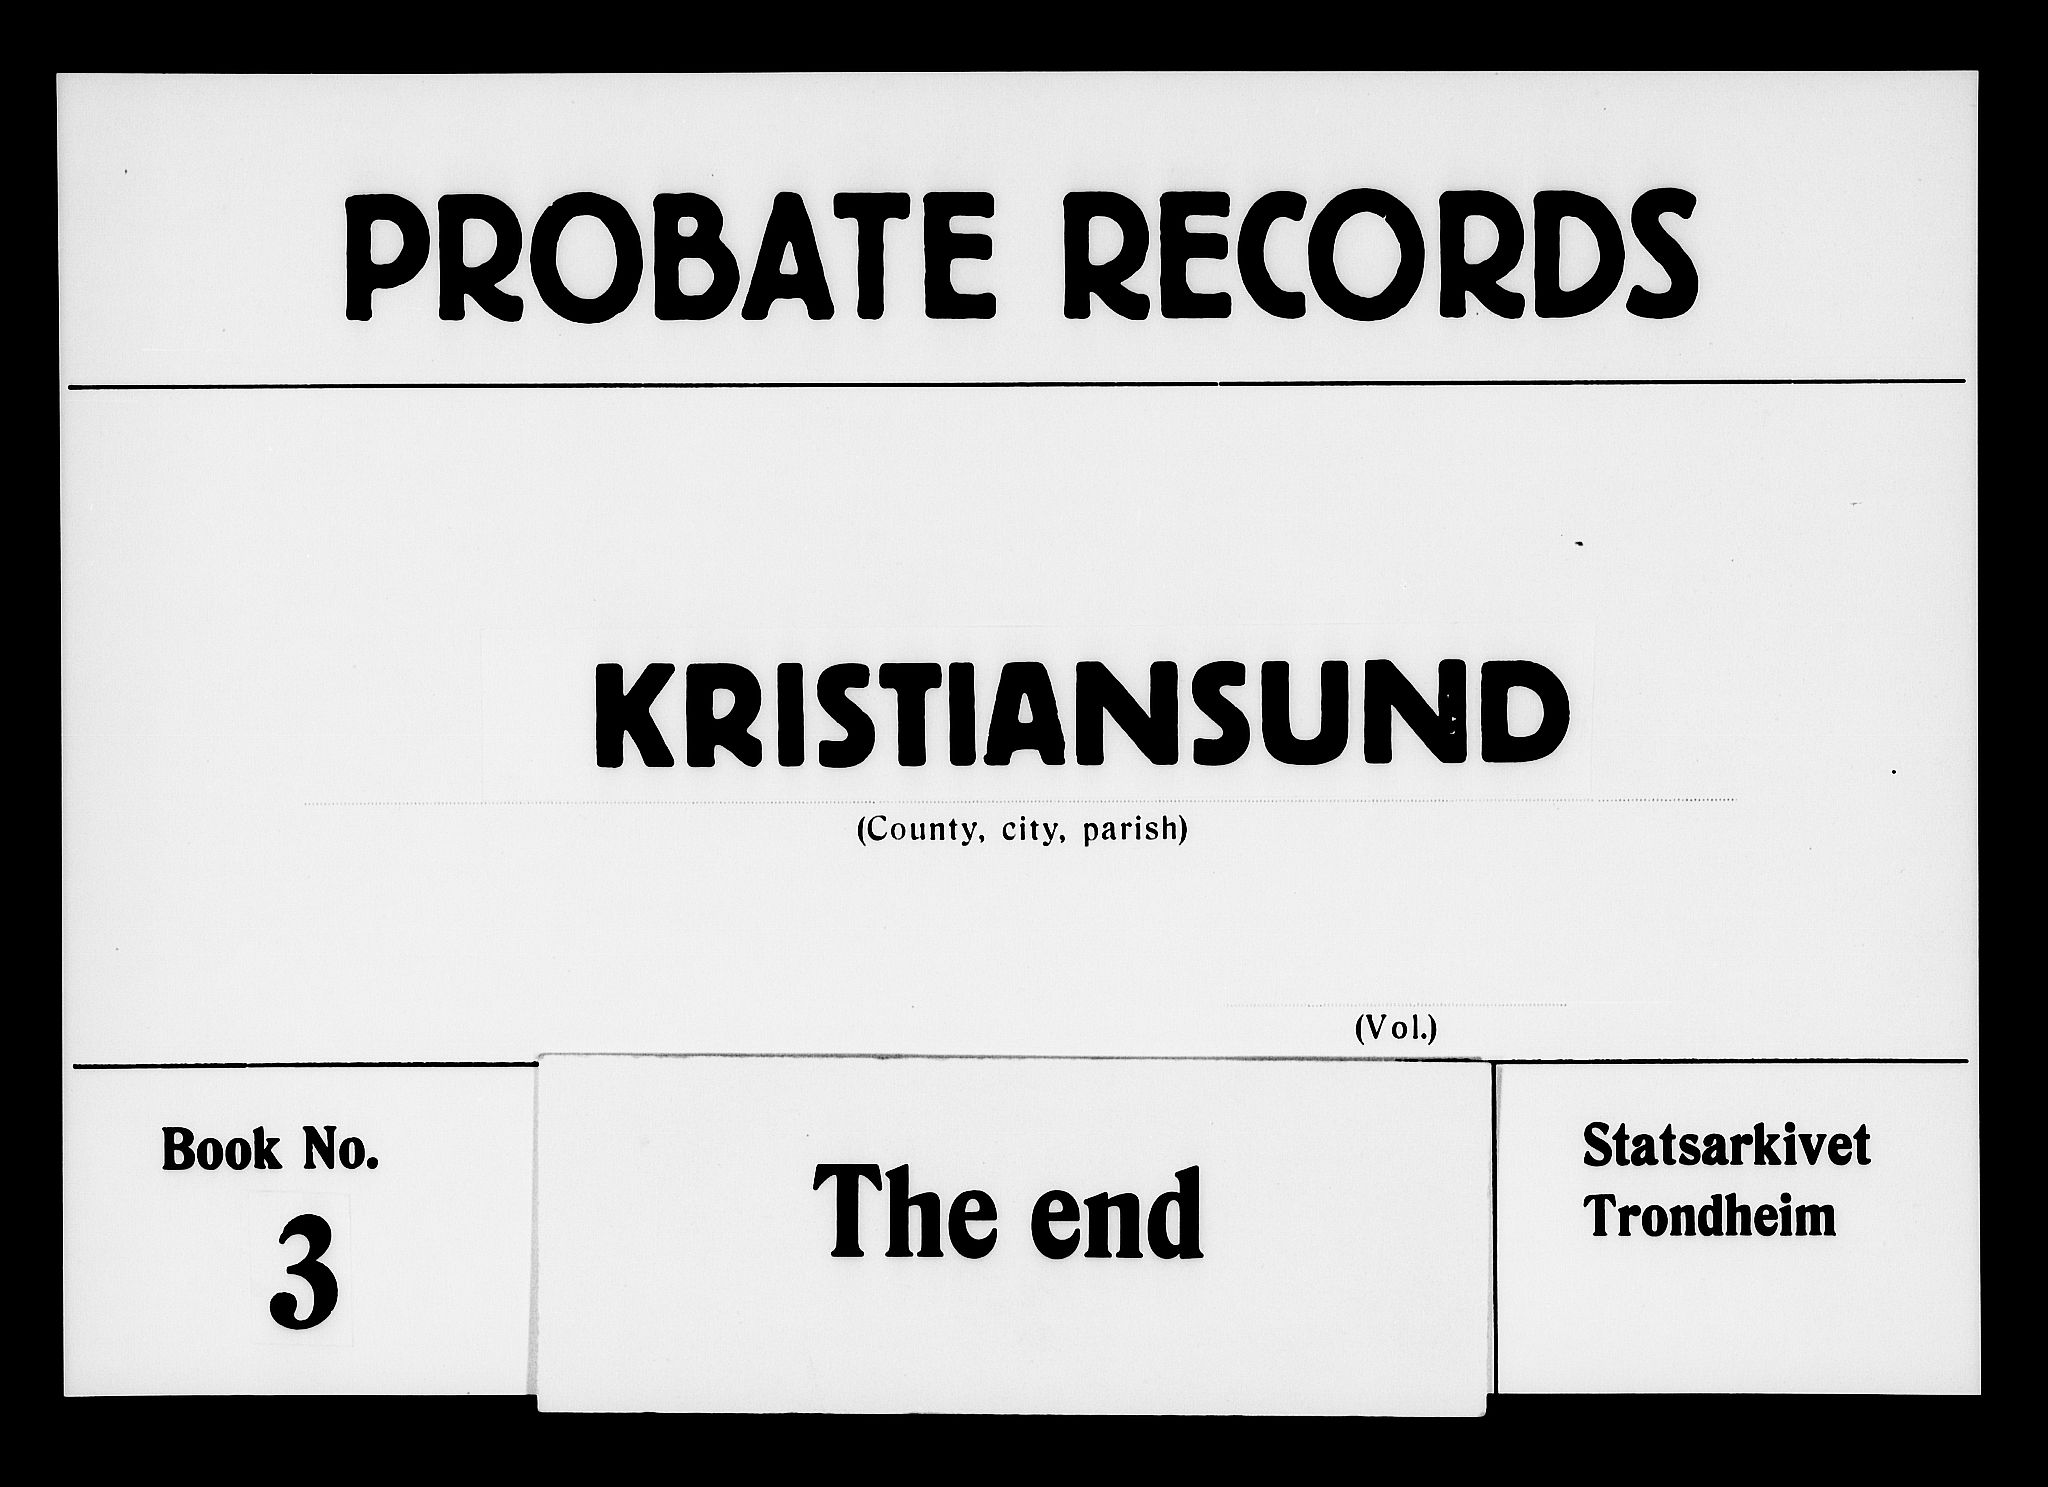 PROBATE RECORDS
KRISTIANSUND
(County, city, parish)
(Vol.)
Book No.
3
The end
Statsarkivet
Trondheim